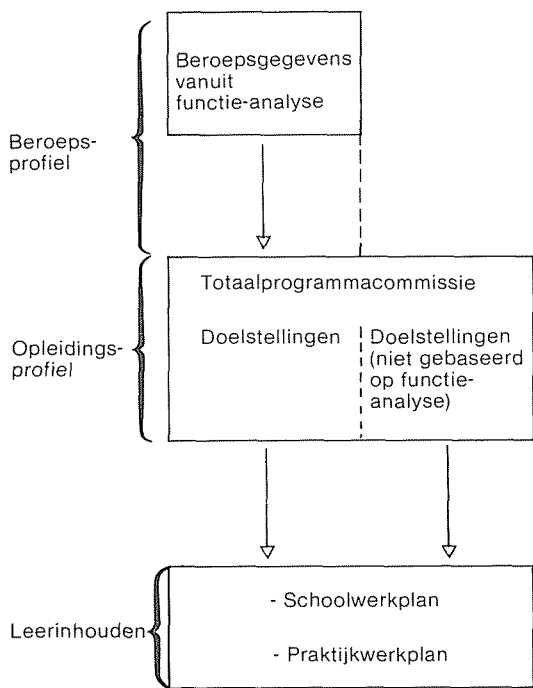 Beroepsgegevens
vanuit
functie-analyse
Beroeps-
profiel
Totaalprogrammacommissie
Doelstellingen
Doelstellingen
(niet gebaseerd
op functie-
analyse)
Opleidings-
profiel
- Schoolwerkplan
Leerinhouden
- Praktijkwerkplan